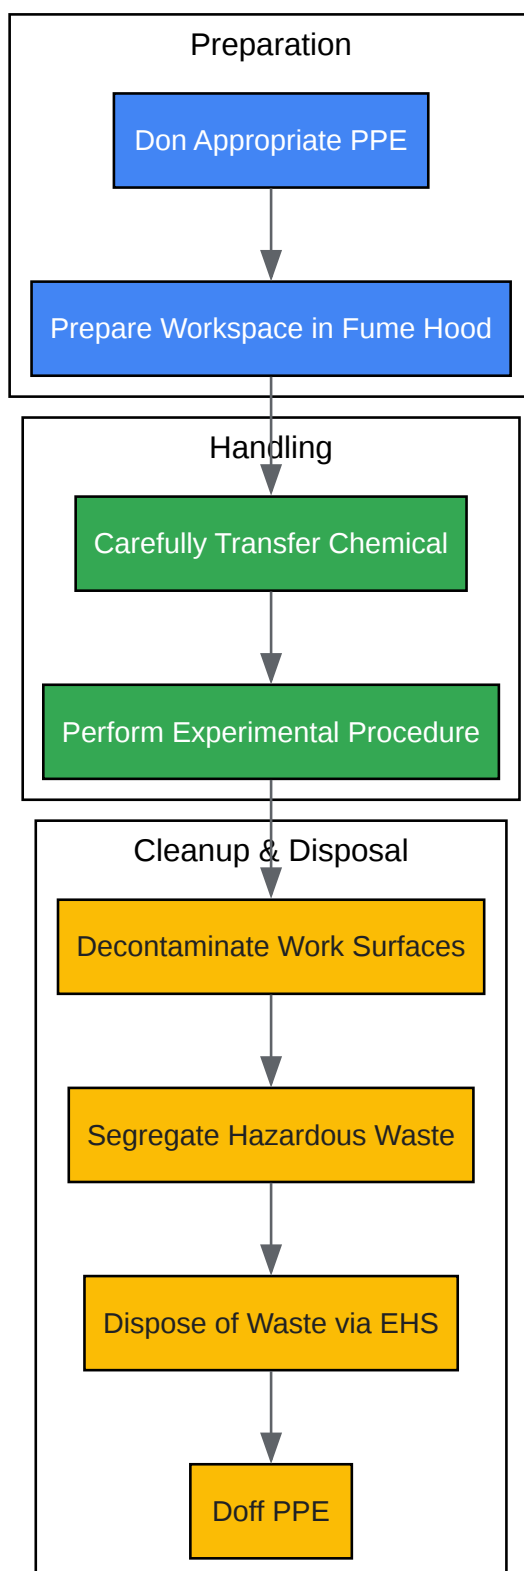 Preparation
Don Appropriate PPE
Prepare Workspace in Fume Hood
Handling
Carefully Transfer Chemical
Perform Experimental Procedure
Cleanup & Disposal
Decontaminate Work Surfaces
Segregate Hazardous Waste
Dispose of Waste via EHS
Doff PPE